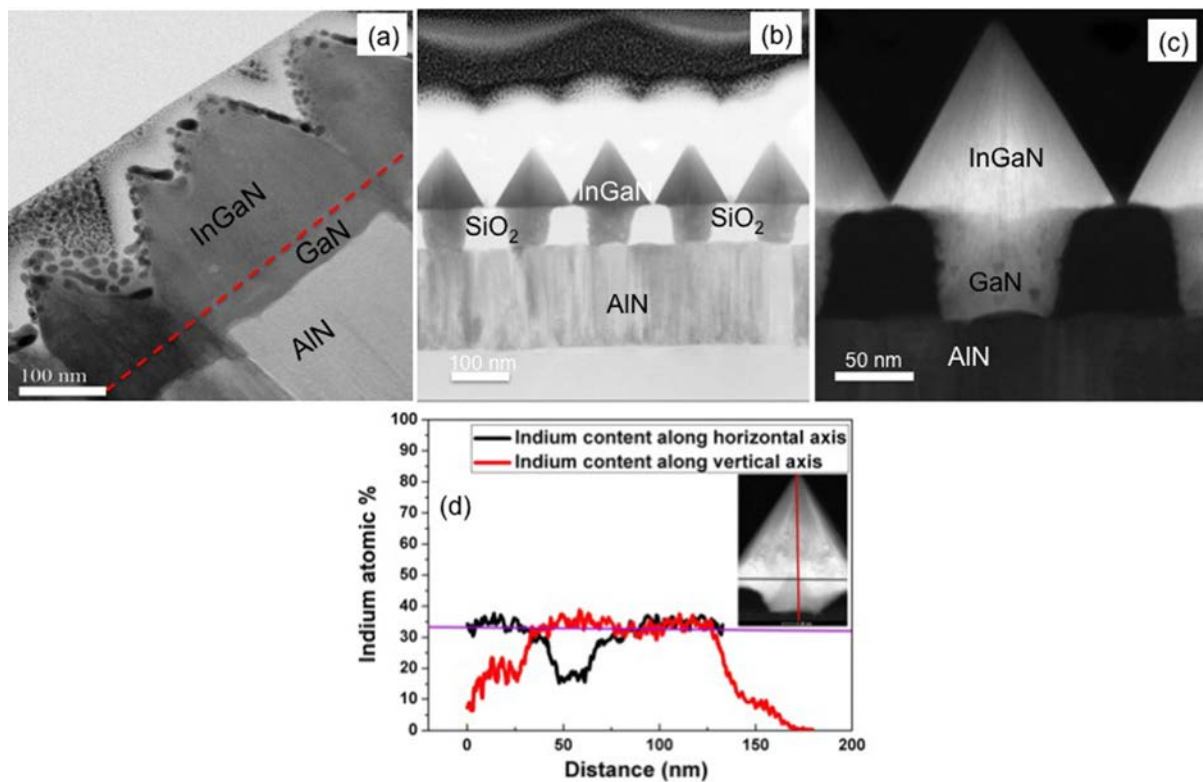 (a)
InGaN
GaN
AlN
100 nm
(b)
InGaN
SiO2
SiO2
AlN
100 nm
(c)
InGaN
GaN
AlN
50 nm
Indium content along horizontal axis
Indium content along vertical axis
(d)
Indium atomic %
100
90
80
70
60
50
40
30
20
10
0
0
50
100
150
200
Distance (nm)